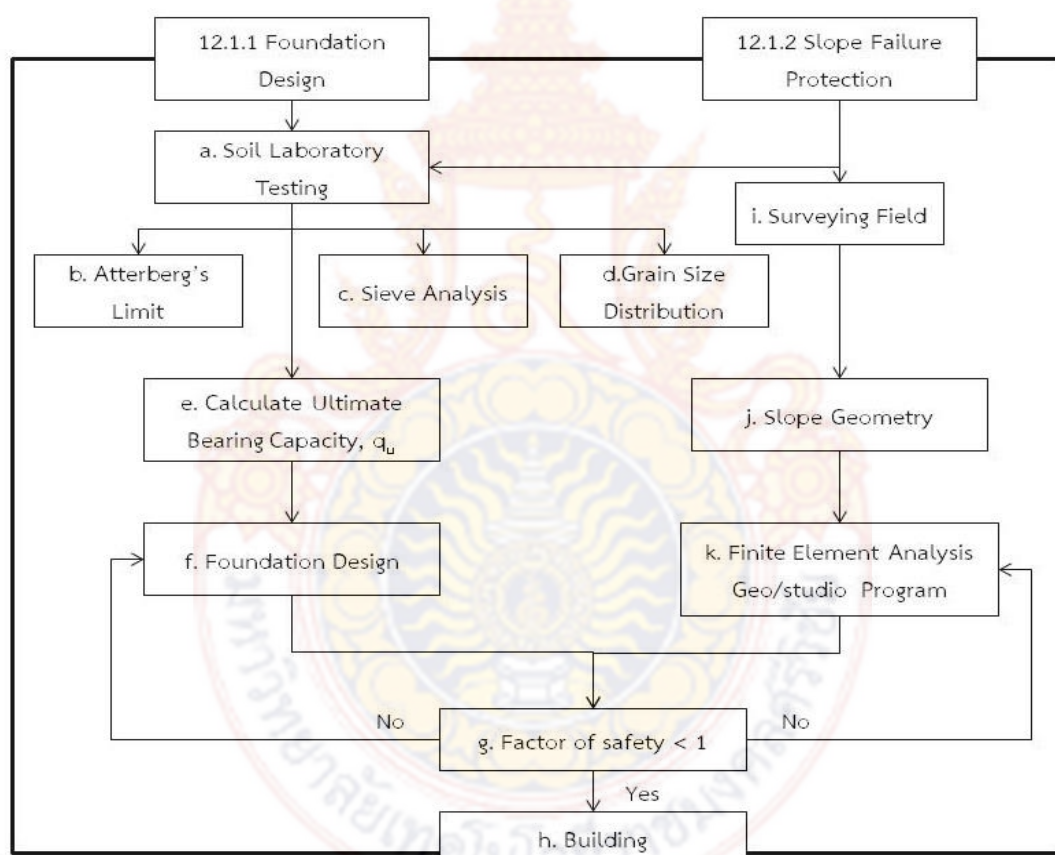 12.1.1 Foundation
Design
12.1.2 Slope Failure
Protection
a. Soil Laboratory
Testing
i. Surveying Field
b. Atterberg's
Limit
c. Sieve Analysis
d.Grain Size
Distribution
e. Calculate Ultimate
Bearing Capacity, qu
j. Slope Geometry
f. Foundation Design
k. Finite Element Analysis
Geo/studio Program
No
No
g. Factor of safety < 1
Yes
h. Building